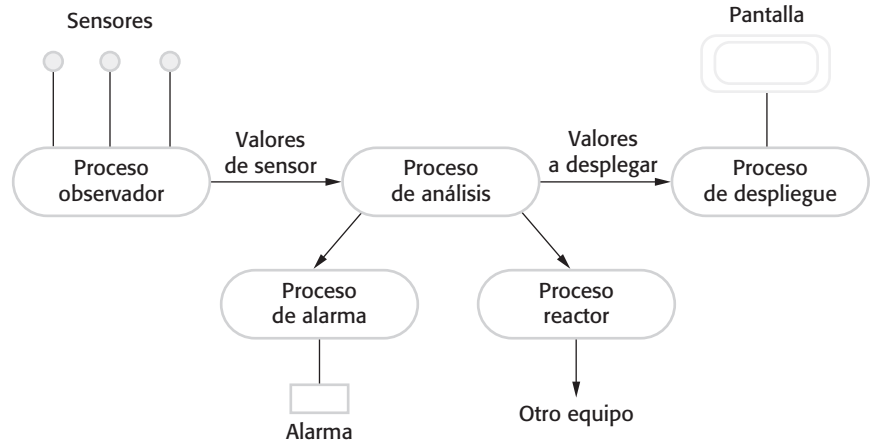 Sensores
Pantalla
Valores
de sensor
Valores
a desplegar
Proceso
observador
Proceso
de análisis
Proceso
de despliegue
Proceso
de alarma
Proceso
reactor
Otro equipo
Alarma